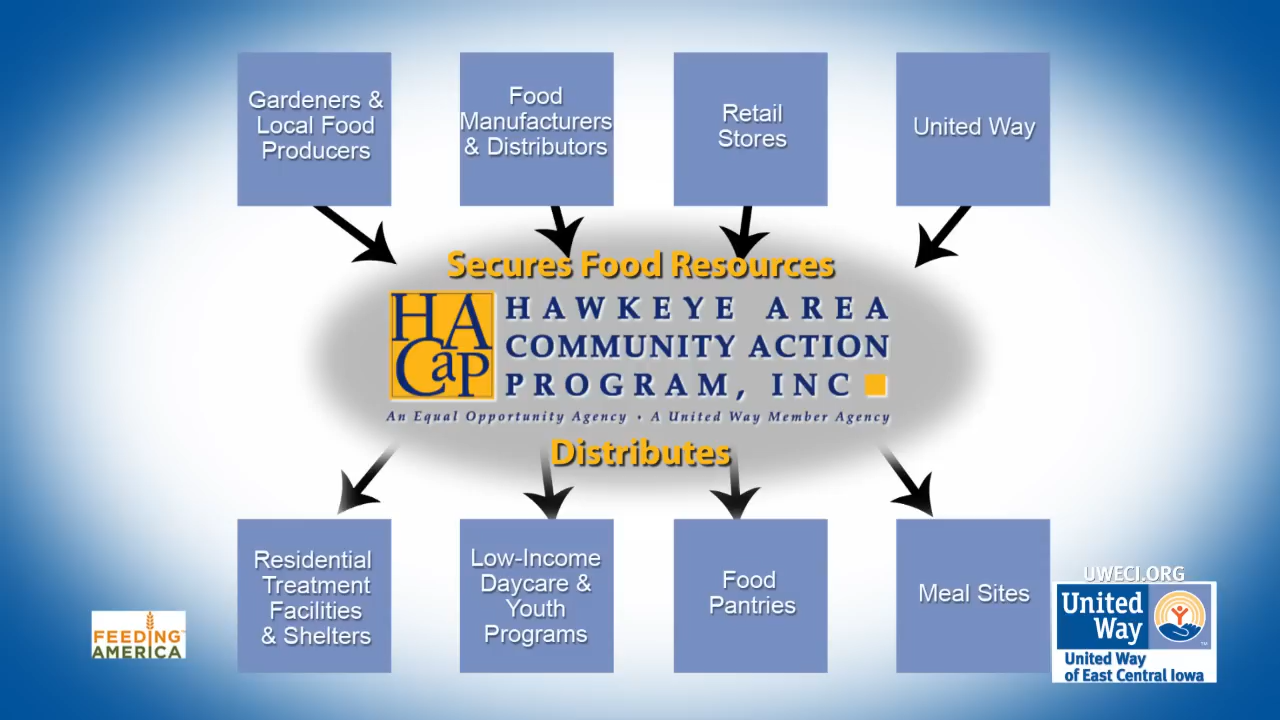 Gardeners &
Local Food
Producers
Food
Manufacturers
& Distributors
Retail
Stores
United Way
Secures Food Resources
HACaP
HAWKEYE AREA
COMMUNITY ACTION
PROGRAM, INC
An Equal Opportunity Agency • A United Way Member Agency
Distributes
Residential
Treatment
Facilities
& Shelters
Low-Income
Daycare &
Youth
Programs
Food
Pantries
Meal Sites
FEEDING
AMERICA
UWECI.ORG
United
Way
United Way
of East Central Iowa